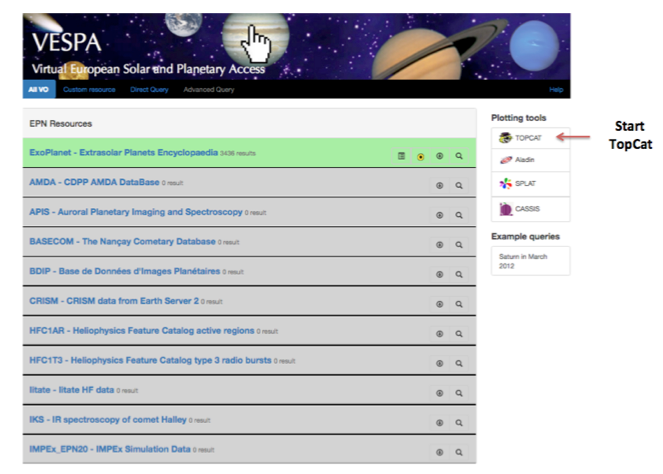 VESPA
Virtual European Solar and Planetary Access
All VO Custom resource Direct Query Advanced Query Help
EPN Resources
ExoPlanet - Extrasolar Planets Encyclopaedia 3436 results
AMDA - CDPP AMDA DataBase 0 result
APIS - Auroral Planetary Imaging and Spectroscopy 0 result
BASECOM - The Nançay Cometary Database 0 result
BDIP - Base de Données d'Images Planétaires 0 result
CRISM - CRISM data from Earth Server 2 0 result
HFC1AR - Heliophysics Feature Catalog active regions 0 result
HFC1T3 - Heliophysics Feature Catalog type 3 radio bursts 0 result
Iitate - Iitate HF data 0 result
IKS - IR spectroscopy of comet Halley 0 result
IMPEx_EPN20 - IMPEx Simulation Data 0 result
Plotting tools
TOPCAT
Aladin
SPLAT
CASSIS
Example queries
Saturn in March
2012
Start
TopCat